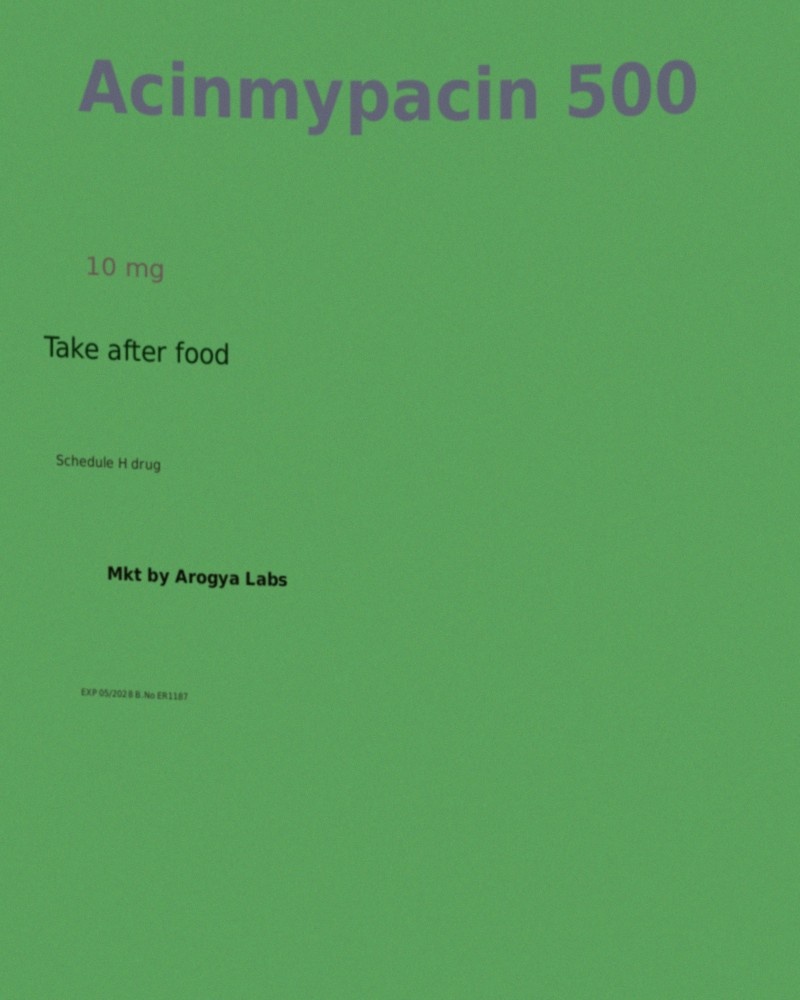 Acinmypacin 500
10 mg
Take after food
Schedule H drug
Mkt by Arogya Labs
EXP 05/2028 B.No ER1187